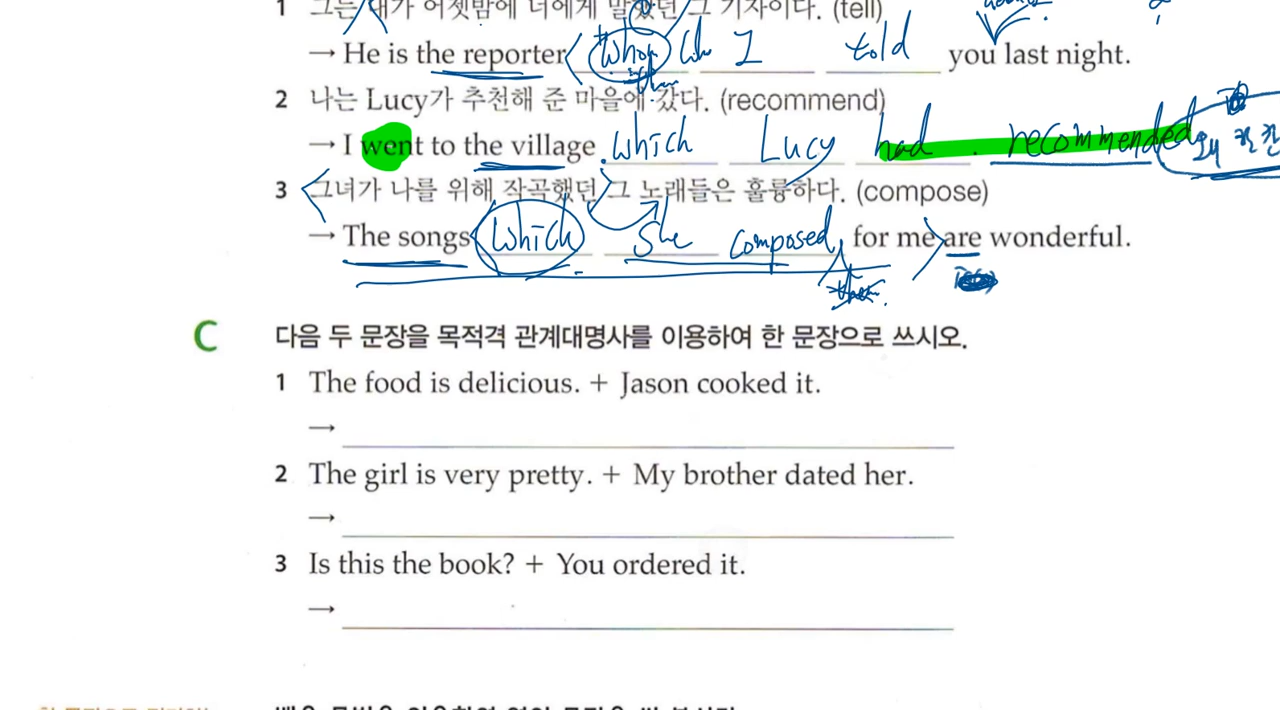 1 그는 내가 어젯밤에 너에게 말했던 그 기자이다. (tell)
→ He is the reporter whom I told you last night.
2 나는 Lucy가 추천해 준 마을에 갔다. (recommend)
→ I went to the village which Lucy had recommended
3 그녀가 나를 위해 작곡했던 그 노래들은 훌륭하다. (compose)
→ The songs which she composed for me are wonderful.
C 다음 두 문장을 목적격 관계대명사를 이용하여 한 문장으로 쓰시오.
1 The food is delicious. + Jason cooked it.
→
2 The girl is very pretty. + My brother dated her.
→
3 Is this the book? + You ordered it.
→